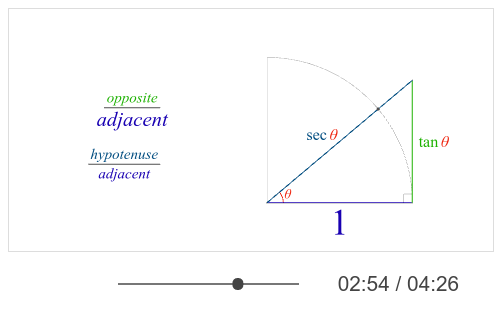 opposite
adjacent
hypotenuse
adjacent
sec θ
tan θ
θ
1
02:54 / 04:26